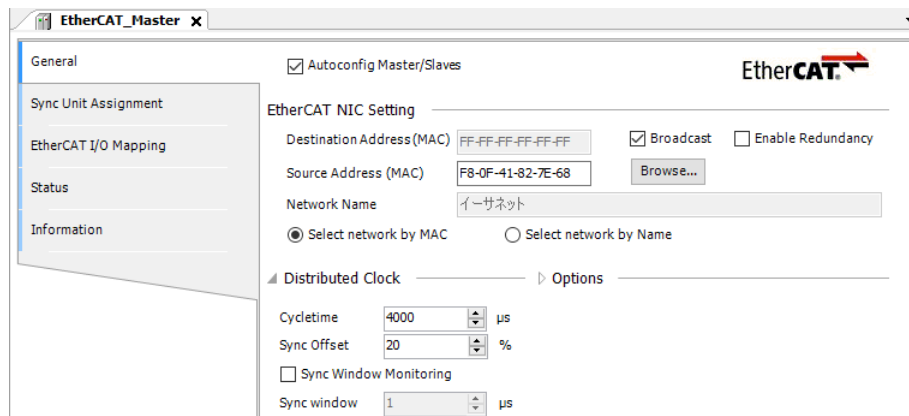 EtherCAT_Master
General
Autoconfig Master/Slaves
EtherCAT.
Sync Unit Assignment
EtherCAT NIC Setting
EtherCAT I/O Mapping
Destination Address(MAC) FF-FF-FF-FF-FF-FF Broadcast Enable Redundancy
Source Address (MAC) F8-0F-41-82-7E-68 Browse...
Status
Network Name イーサネット
Information
Select network by MAC Select network by Name
Distributed Clock Options
Cycletime 4000 µs
Sync Offset 20 %
Sync Window Monitoring
Sync window 1 µs